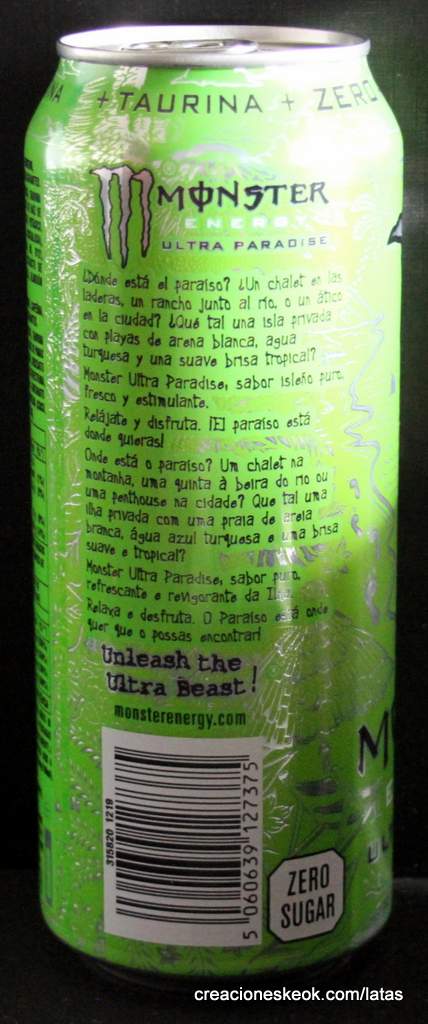 + TAURINA + ZERO
MONSTER
ENERGY
ULTRA PARADISE
¿Dónde está el paraíso? ¿Un chalet en las
laderas, un rancho junto al río, o un ático
en la ciudad? ¿Qué tal una isla privada
con playas de arena blanca, agua
turquesa y una suave brisa tropical?
Monster Ultra Paradise, sabor isleño puro,
fresco y estimulante.
Relájate y disfruta. ¡El paraíso está
donde quieras!
Onde está o paraíso? Um chalet na
montanha, uma quinta à beira do rio ou
uma penthouse na cidade? Que tal uma
ilha privada com uma praia de areia
branca, água azul turquesa e uma brisa
suave e tropical?
Monster Ultra Paradise, sabor puro,
refrescante e revigorante da Ilha.
Relaxa e desfruta. O Paraíso está onde
quer que o possas encontrar!
Unleash the
Ultra Beast!
monsterenergy.com
315820 1219
5 060639 127375
ZERO
SUGAR
creacioneskeok.com/latas